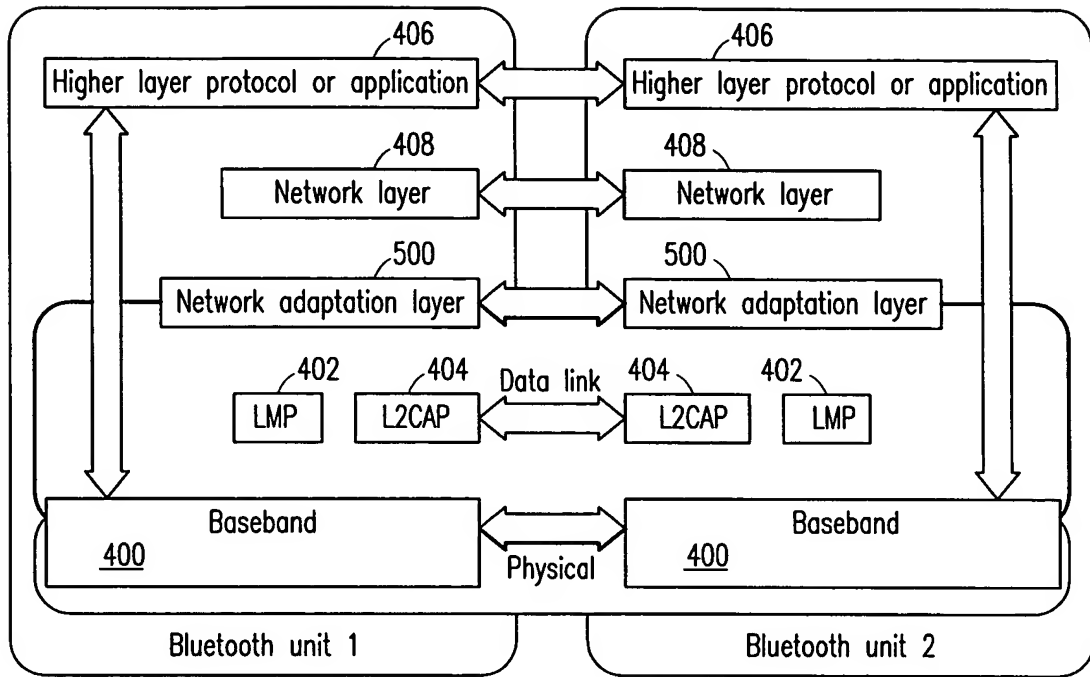 406
406
Higher layer protocol or application
Higher layer protocol or application
408
408
Network layer
Network layer
500
500
Network adaptation layer
Network adaptation layer
402
404
Data link
404
402
LMP
L2CAP
L2CAP
LMP
Baseband
Baseband
400
Physical
400
Bluetooth unit 1
Bluetooth unit 2